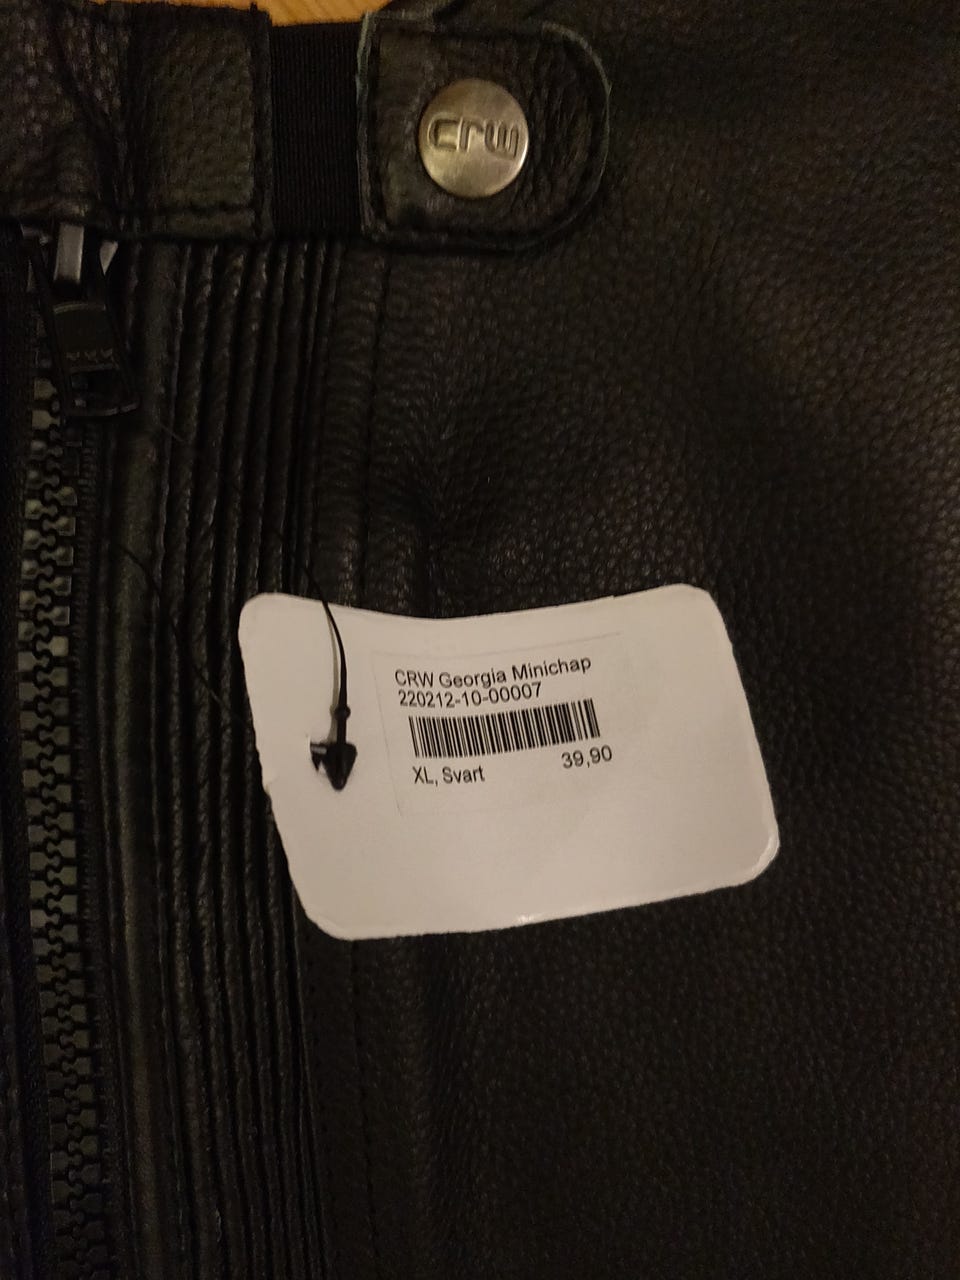 crw
CRW Georgia Minichap
220212-10-00007
XL, Svart 39,90